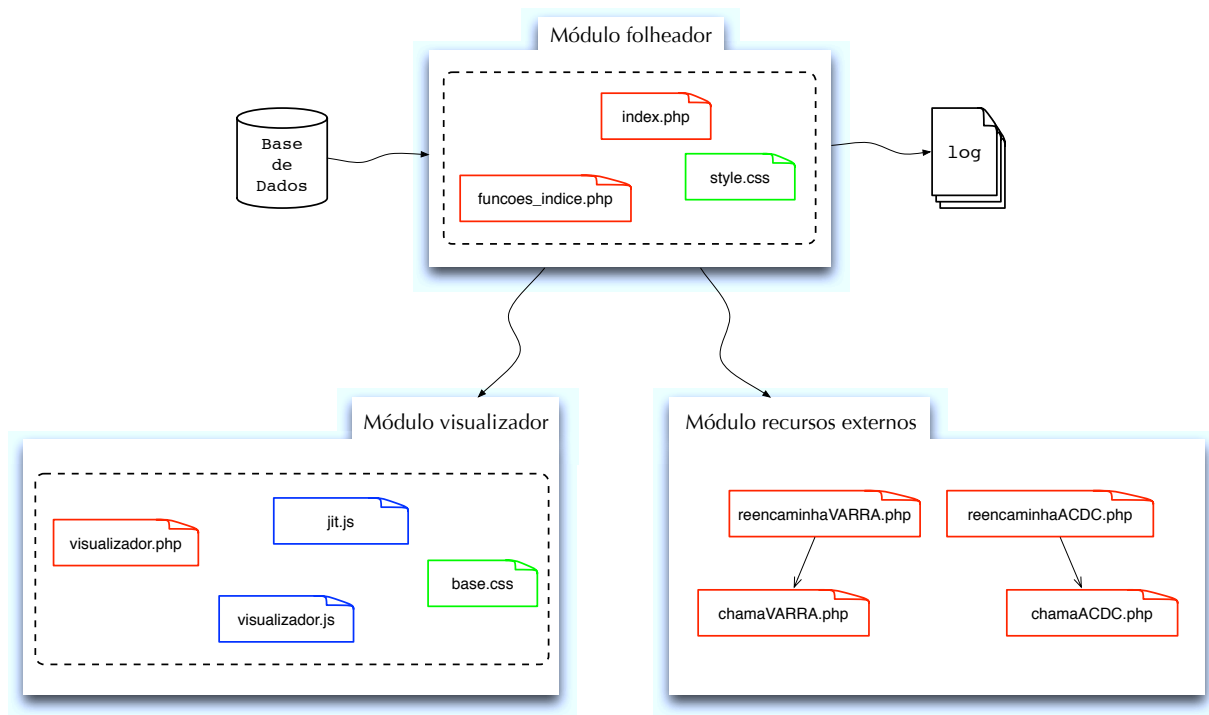 Módulo folheador
index.php
style.css
funcoes_indice.php
Base
de
Dados
log
Módulo visualizador
jit.js
visualizador.php
base.css
visualizador.js
Módulo recursos externos
reencaminhaVARRA.php
reencaminhaACDC.php
chamaVARRA.php
chamaACDC.php